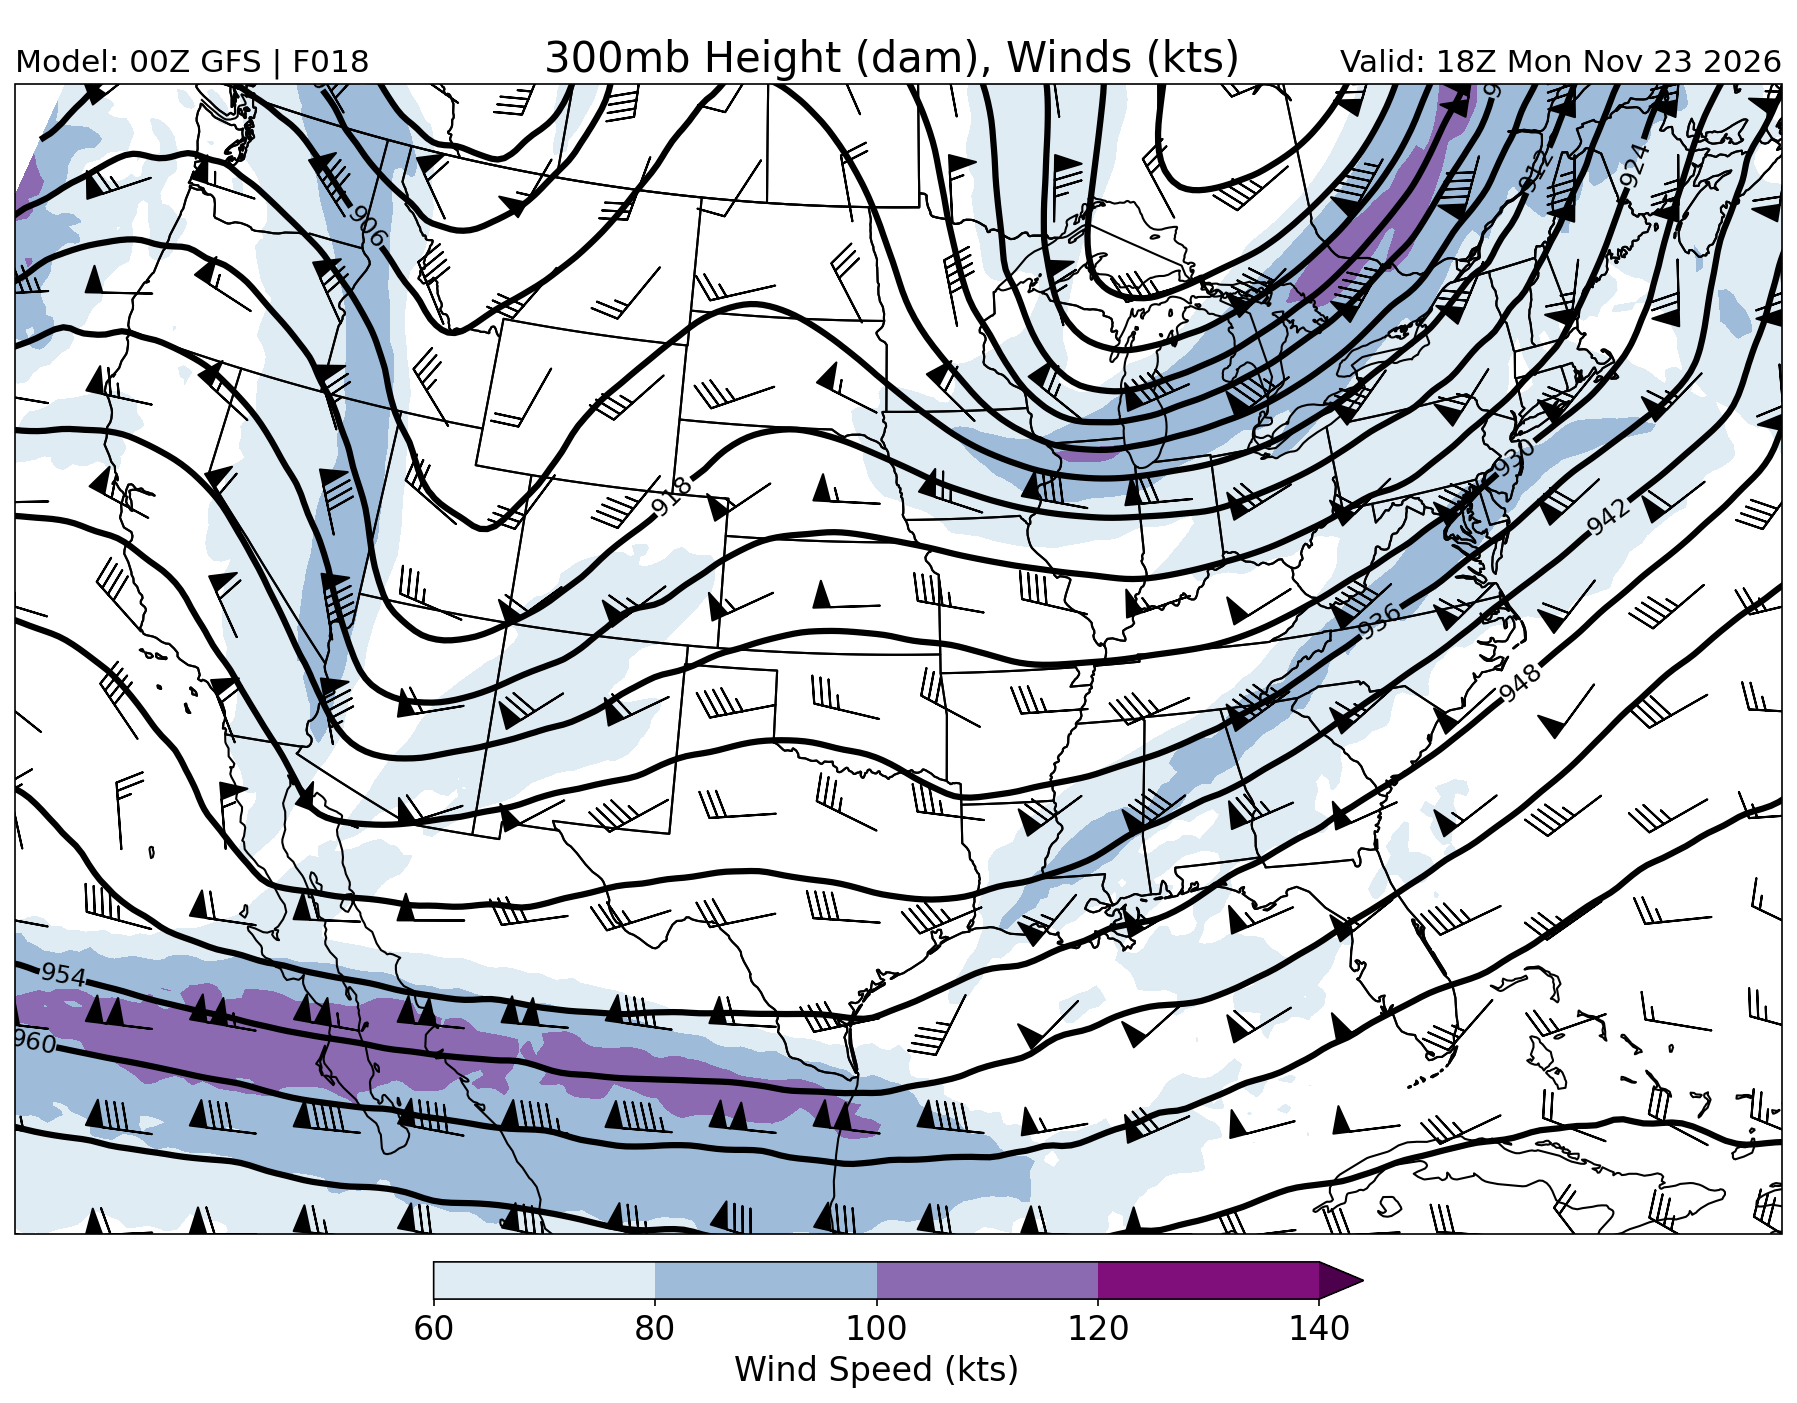 Model: 00Z GFS | F018
300mb Height (dam), Winds (kts)
Valid: 18Z Mon Nov 23 2026
906
912
924
918
930
942
936
948
954
960
60 80 100 120 140
Wind Speed (kts)